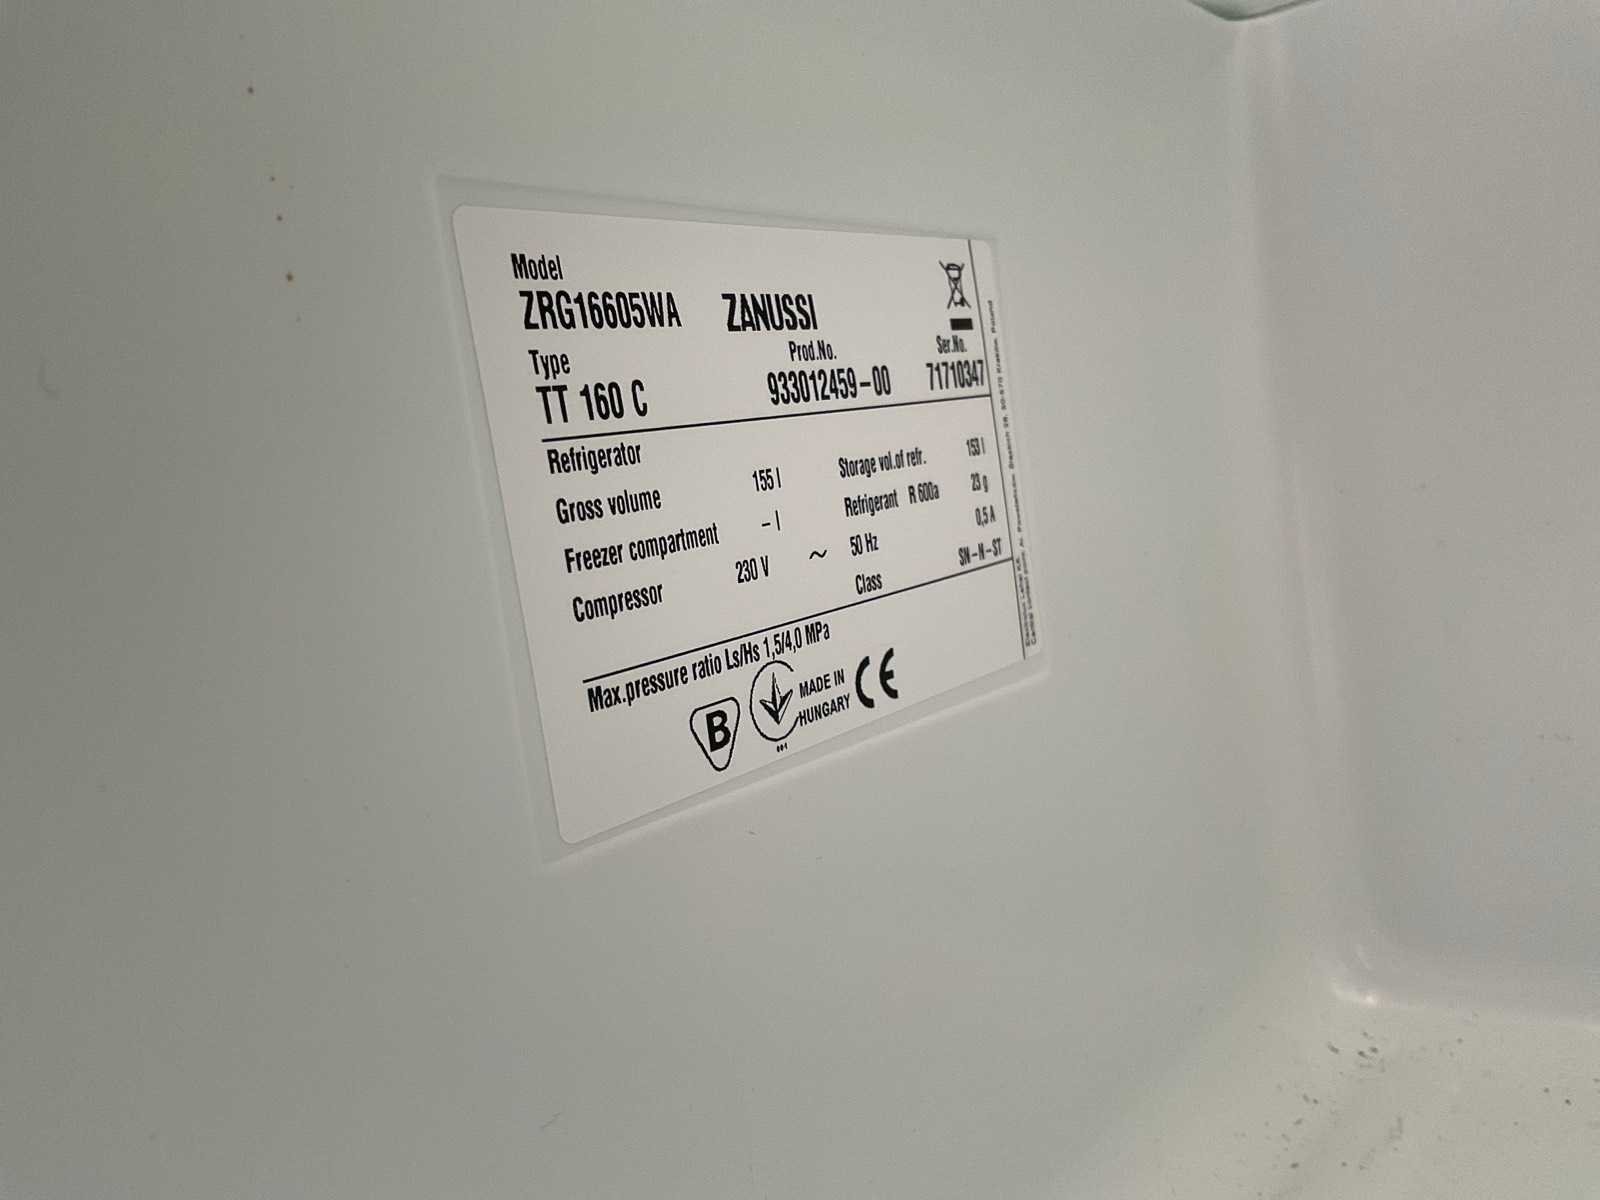 Model
ZRG16605WA ZANUSSI
Type Prod.No. Ser.No.
TT 160 C 933012459-00 71710347
Refrigerator
Gross volume 155 l Storage vol.of refr. 153 l
Freezer compartment - l Refrigerant R 600a 23 g
Compressor 230 V ~ 50 Hz 0,5 A
Class SN-N-ST
Max.pressure ratio Ls/Hs 1,5/4,0 MPa
B
MADE IN
HUNGARY
CE
001